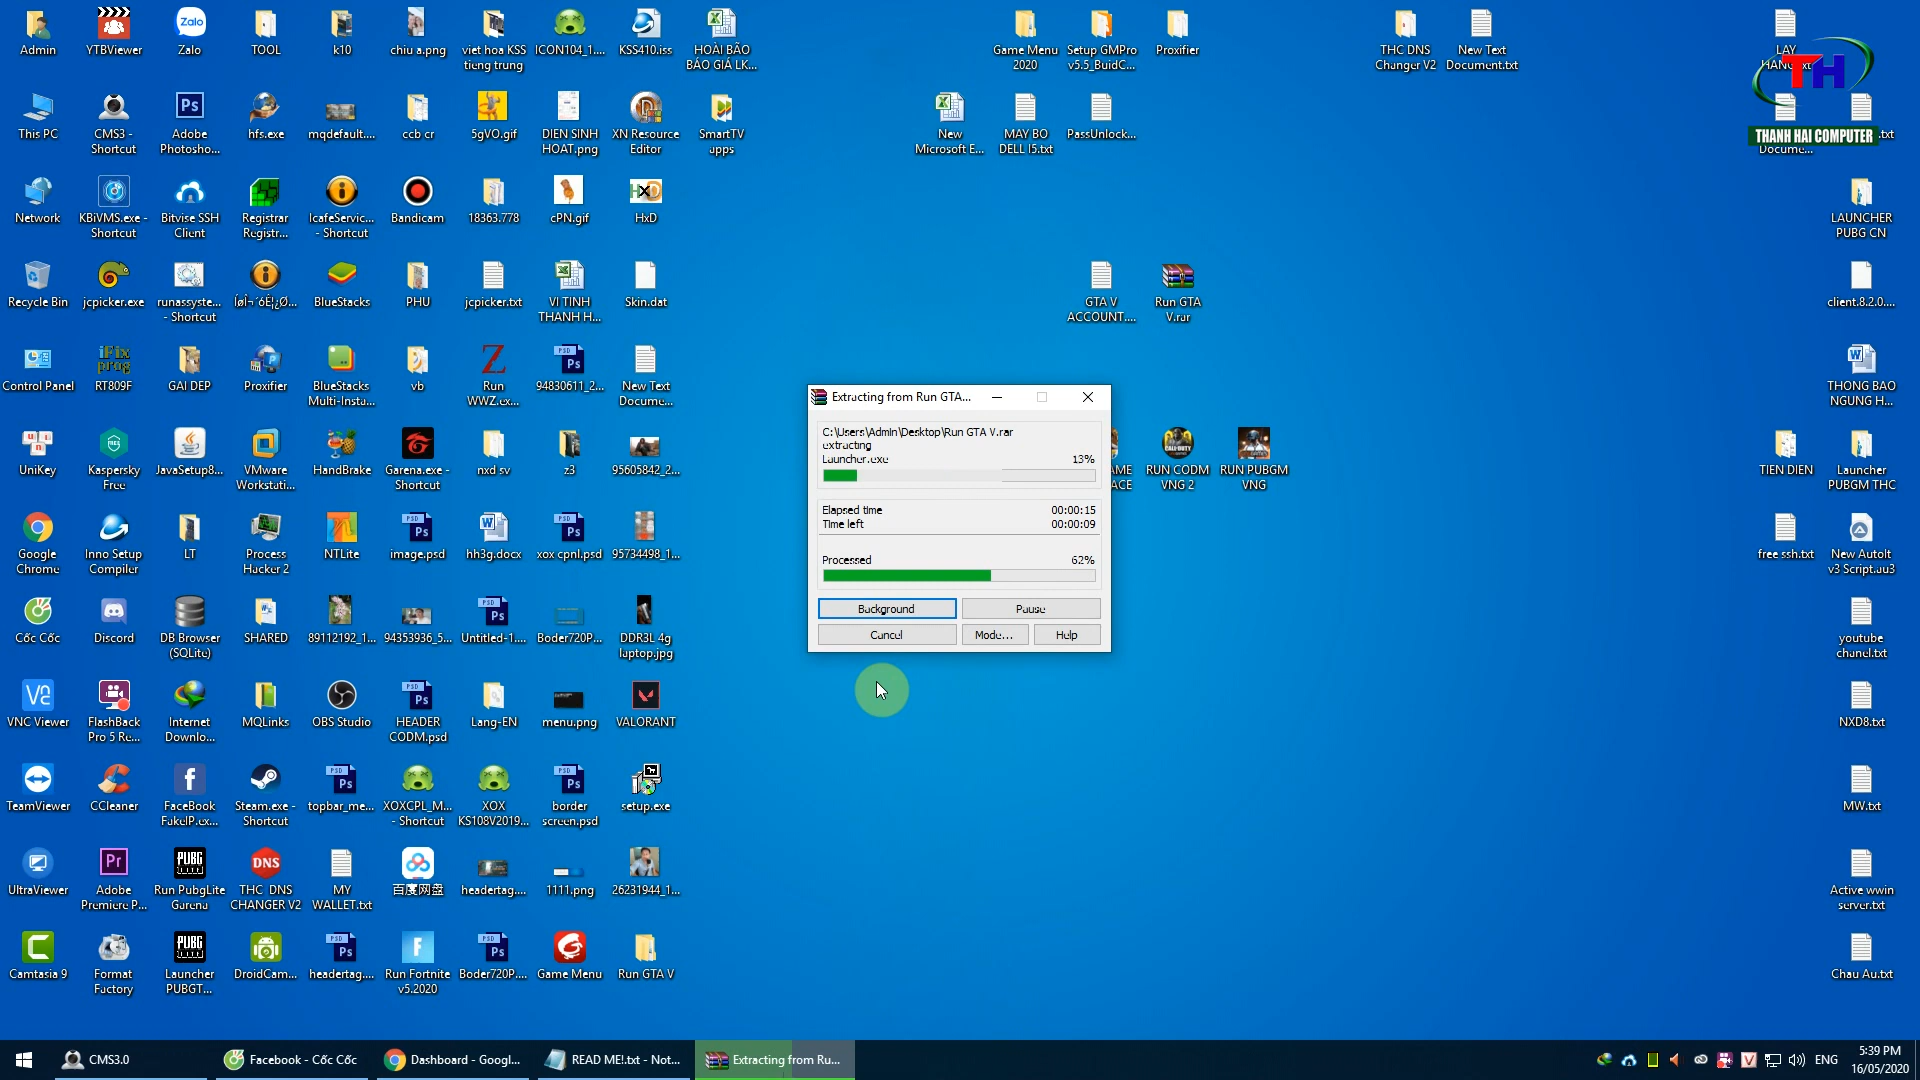 Admin
YTBViewer
Zalo
TOOL
k10
chiu a.png
viet hoa KSS
tieng trung
ICON104_1....
KSS410.iss
HOÀI BÃO
BÁO GIÁ LK...
Game Menu
2020
Setup GMPro
v5.5_BuidC...
Proxifier
THC DNS
Changer V2
New Text
Document.txt
LAY
TH
THANH HAI COMPUTER
This PC
CMS3 -
Shortcut
Adobe
Photosho...
hfs.exe
mqdefault....
ccb cr
5gVO.gif
DIEN SINH
HOAT.png
XN Resource
Editor
SmartTV
apps
New
Microsoft E...
MAY BO
DELL I5.txt
PassUnlock...
Docume...
.txt
Network
KBiVMS.exe -
Shortcut
Bitvise SSH
Client
Registrar
Registr...
IcafeServic...
- Shortcut
Bandicam
18363.778
cPN.gif
HxD
LAUNCHER
PUBG CN
Recycle Bin
jcpicker.exe
runassyste...
- Shortcut
BlueStacks
PHU
jcpicker.txt
VI TINH
THANH H...
Skin.dat
GTA V
ACCOUNT....
Run GTA
V.rar
client.8.2.0....
Control Panel
RT809F
GAI DEP
Proxifier
BlueStacks
Multi-Insta...
vb
Run
WWZ.ex...
94830611_2...
New Text
Docume...
THONG BAO
NGUNG H...
UniKey
Kaspersky
Free
JavaSetup8...
VMware
Workstati...
HandBrake
Garena.exe -
Shortcut
nxd sv
z3
95605842_2...
AME
ACE
RUN CODM
VNG 2
RUN PUBGM
VNG
TIEN DIEN
Launcher
PUBGM THC
Extracting from Run GTA...
C:\Users\Admin\Desktop\Run GTA V.rar
extracting
Launcher.exe
13%
Elapsed time
00:00:15
Time left
00:00:09
Processed
62%
Background
Pause
Cancel
Mode...
Help
Google
Chrome
Inno Setup
Compiler
LT
Process
Hacker 2
NTLite
image.psd
hh3g.docx
xox cpnl.psd
95734498_1...
free ssh.txt
New AutoIt
v3 Script.au3
Cốc Cốc
Discord
DB Browser
(SQLite)
SHARED
89112192_1...
94353936_5...
Untitled-1....
Boder720P...
DDR3L 4g
laptop.jpg
youtube
chanel.txt
VNC Viewer
FlashBack
Pro 5 Re...
Internet
Downlo...
MQLinks
OBS Studio
HEADER
CODM.psd
Lang-EN
menu.png
VALORANT
NXD8.txt
TeamViewer
CCleaner
FaceBook
FakeIP.ex...
Steam.exe -
Shortcut
topbar_me...
XOXCPL_M...
- Shortcut
XOX
KS108V2019...
border
screen.psd
setup.exe
MW.txt
UltraViewer
Adobe
Premiere P...
Run PubgLite
Garena
THC_DNS
CHANGER V2
MY
WALLET.txt
百度网盘
headertag....
1111.png
26231944_1...
Active wwin
server.txt
Camtasia 9
Format
Factory
Launcher
PUBGT...
DroidCam...
headertag....
Run Fortnite
v5.2020
Boder720P....
Game Menu
Run GTA V
Chau Au.txt
CMS3.0
Facebook - Cốc Cốc
Dashboard - Googl...
READ ME!.txt - Not...
Extracting from Ru...
ENG
5:39 PM
16/05/2020